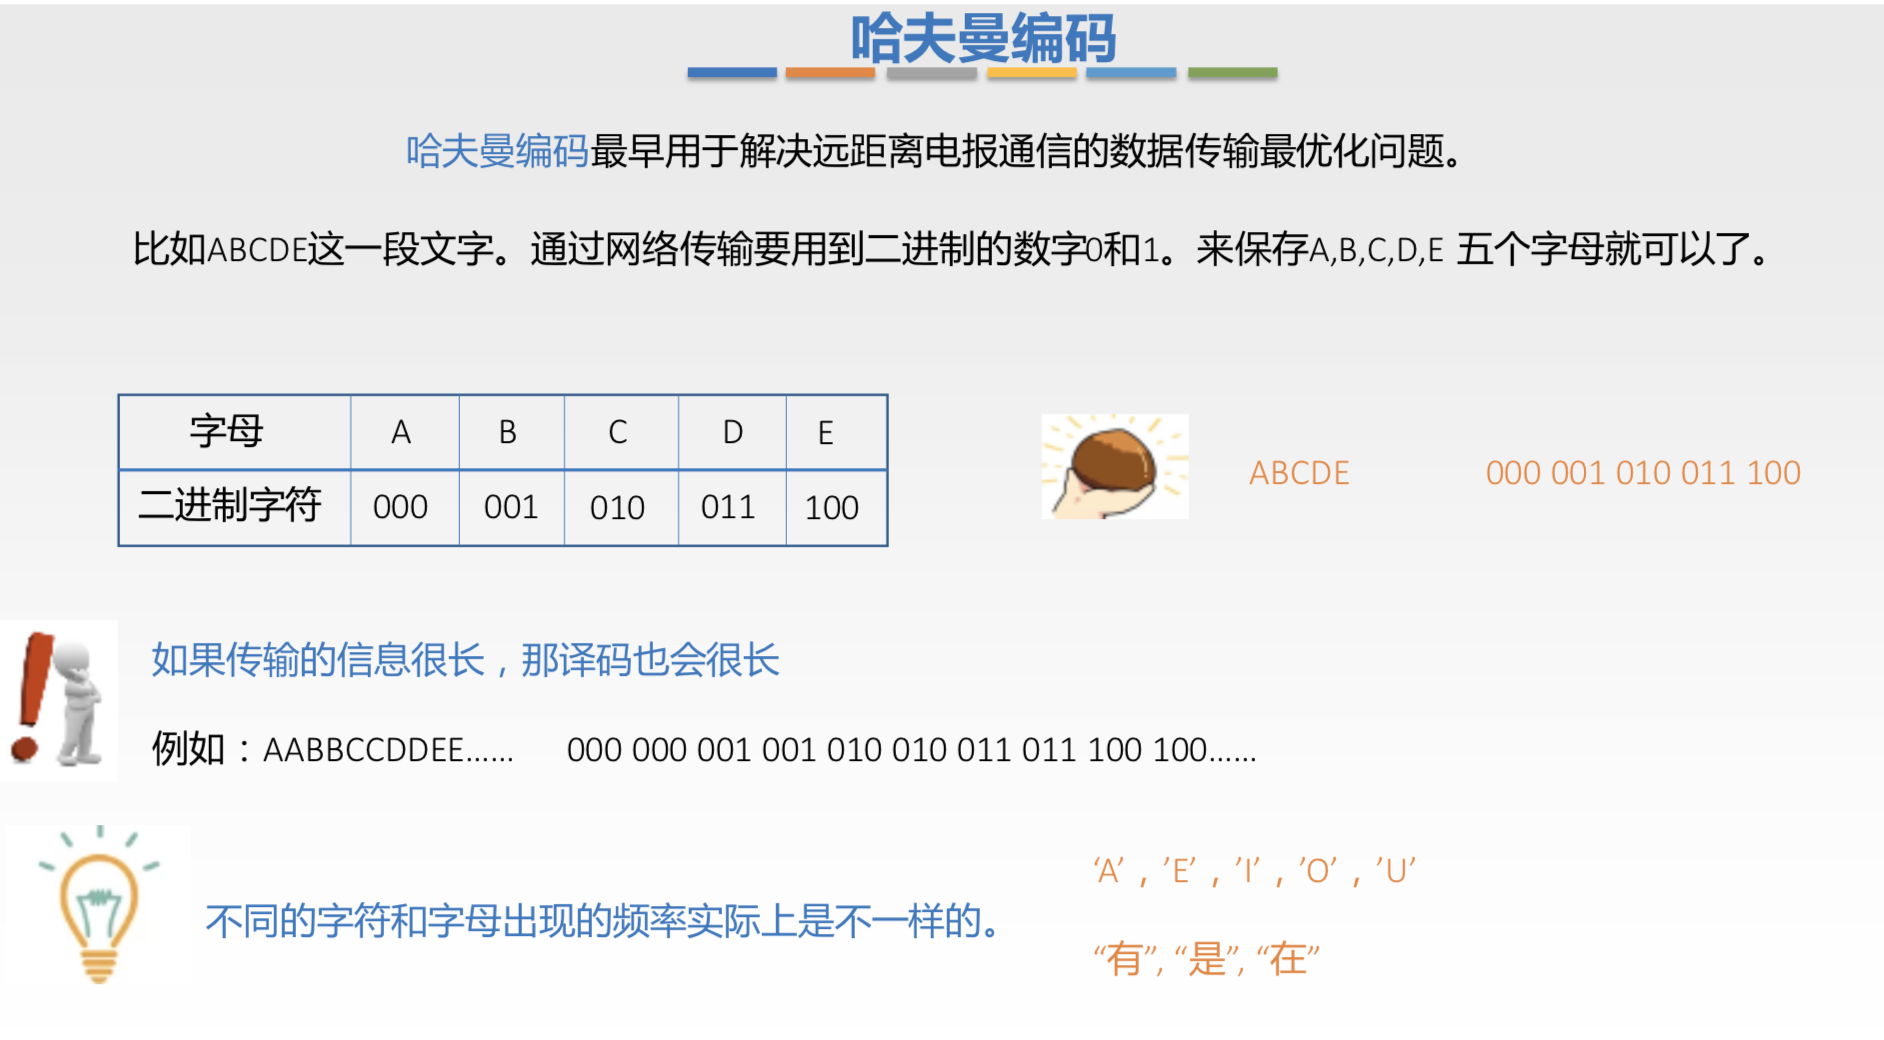 哈夫曼编码
哈夫曼编码最早用于解决远距离电报通信的数据传输最优化问题。
比如ABCDE这一段文字。通过网络传输要用到二进制的数字0和1。来保存A,B,C,D,E 五个字母就可以了。
字母 A B C D E
二进制字符 000 001 010 011 100
ABCDE 000 001 010 011 100
如果传输的信息很长，那译码也会很长
例如：AABBCCDDEE…… 000 000 001 001 010 010 011 011 100 100……
不同的字符和字母出现的频率实际上是不一样的。
‘A’，’E’，’I’，’O’，’U’
“有”, “是”, “在”